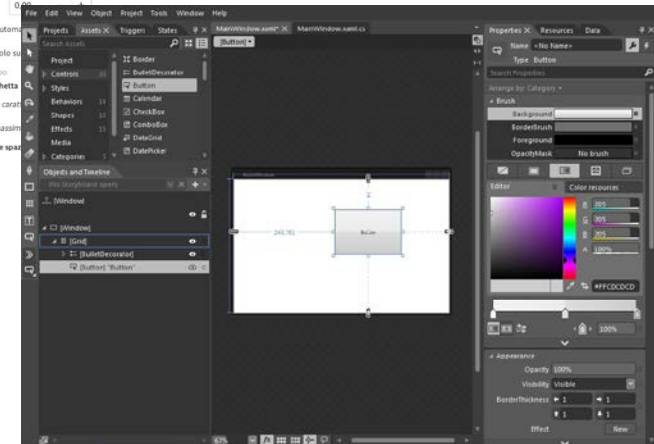 0,00
File Edit View Object Project Tools Window Help
Projects Assets × Triggers States
MainWindow.xaml* × MainWindow.xaml.cs
Properties × Resources Data
Search Assets
[Button]
Name <No Name>
Type Button
Project
Controls
Styles
Behaviors 14
Shapes
Effects
Media
Categories
Border
BulletDecorator
Button
Calendar
CheckBox
ComboBox
DataGrid
DatePicker
Search Properties
Arrange by: Category
Brush
Background
BorderBrush
Foreground
OpacityMask No brush
Objects and Timeline
(No Storyboard open)
[Window]
[Window]
[Grid]
[BulletDecorator]
[Button] "Button"
Button
Editor Color resources
R 205
G 205
B 205
A 100%
#FFCDCDCD
100%
Appearance
Opacity 100%
Visibility Visible
BorderThickness 1 1
1 1
Effect New
67%